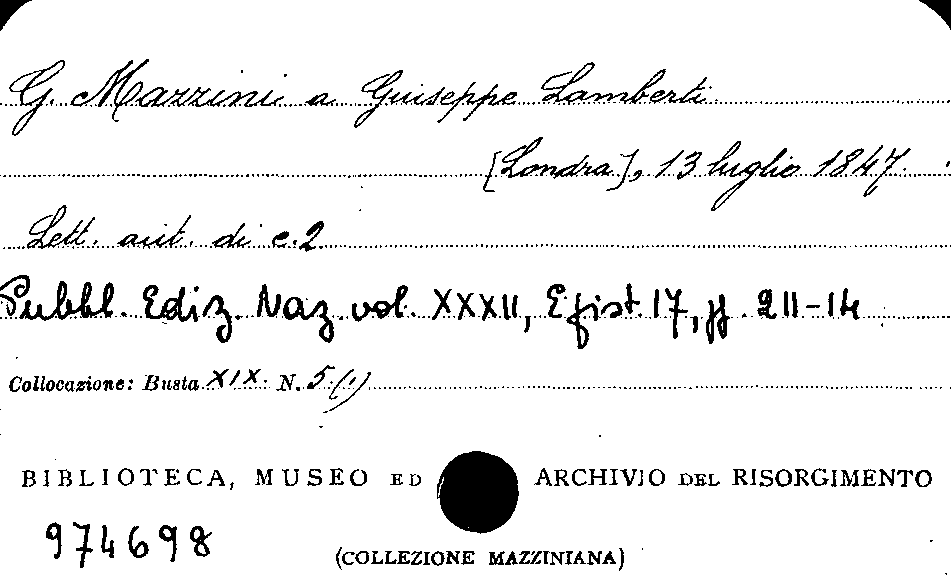 G. Mazzini a Giuseppe Lamberti
[Londra], 13 luglio 1847.
Lett. aut. di c. 2
Pubbl. Ediz. Naz. vol. XXXII, Epist. 17, pp. 211-14
Collocazione: Busta XIX. N. 5 (1)
BIBLIOTECA, MUSEO ED ARCHIVIO DEL RISORGIMENTO
974698
(COLLEZIONE MAZZINIANA)